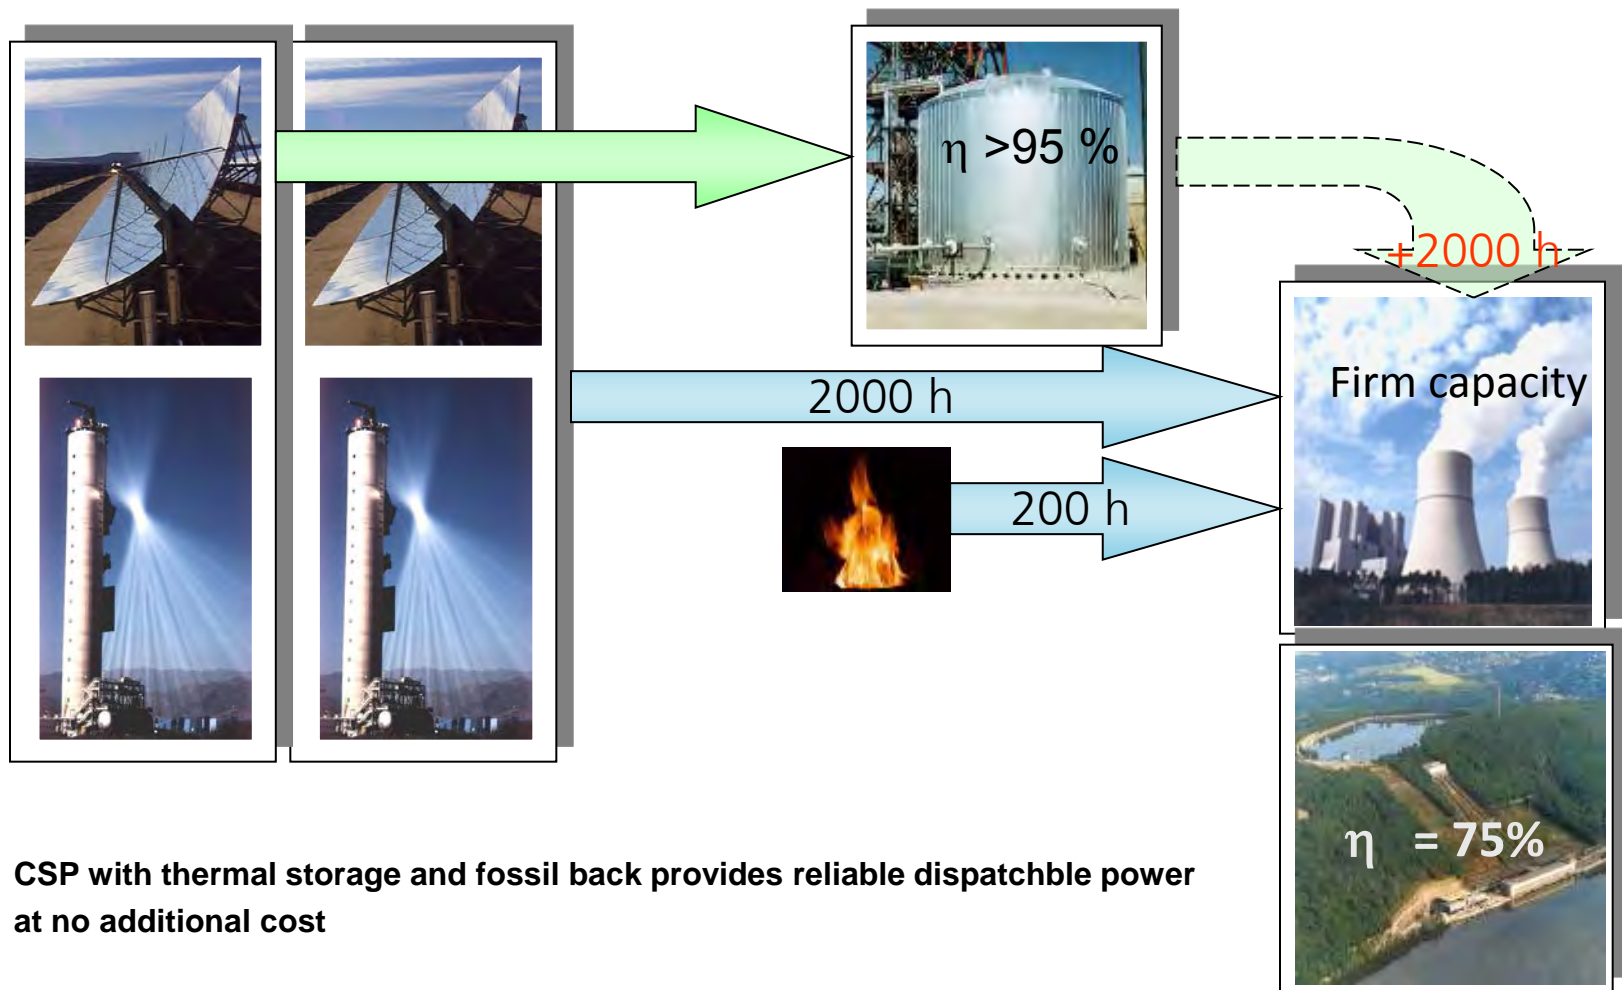 η >95 %
+2000 h
Firm capacity
2000 h
200 h
η = 75%
CSP with thermal storage and fossil back provides reliable dispatchble power
at no additional cost